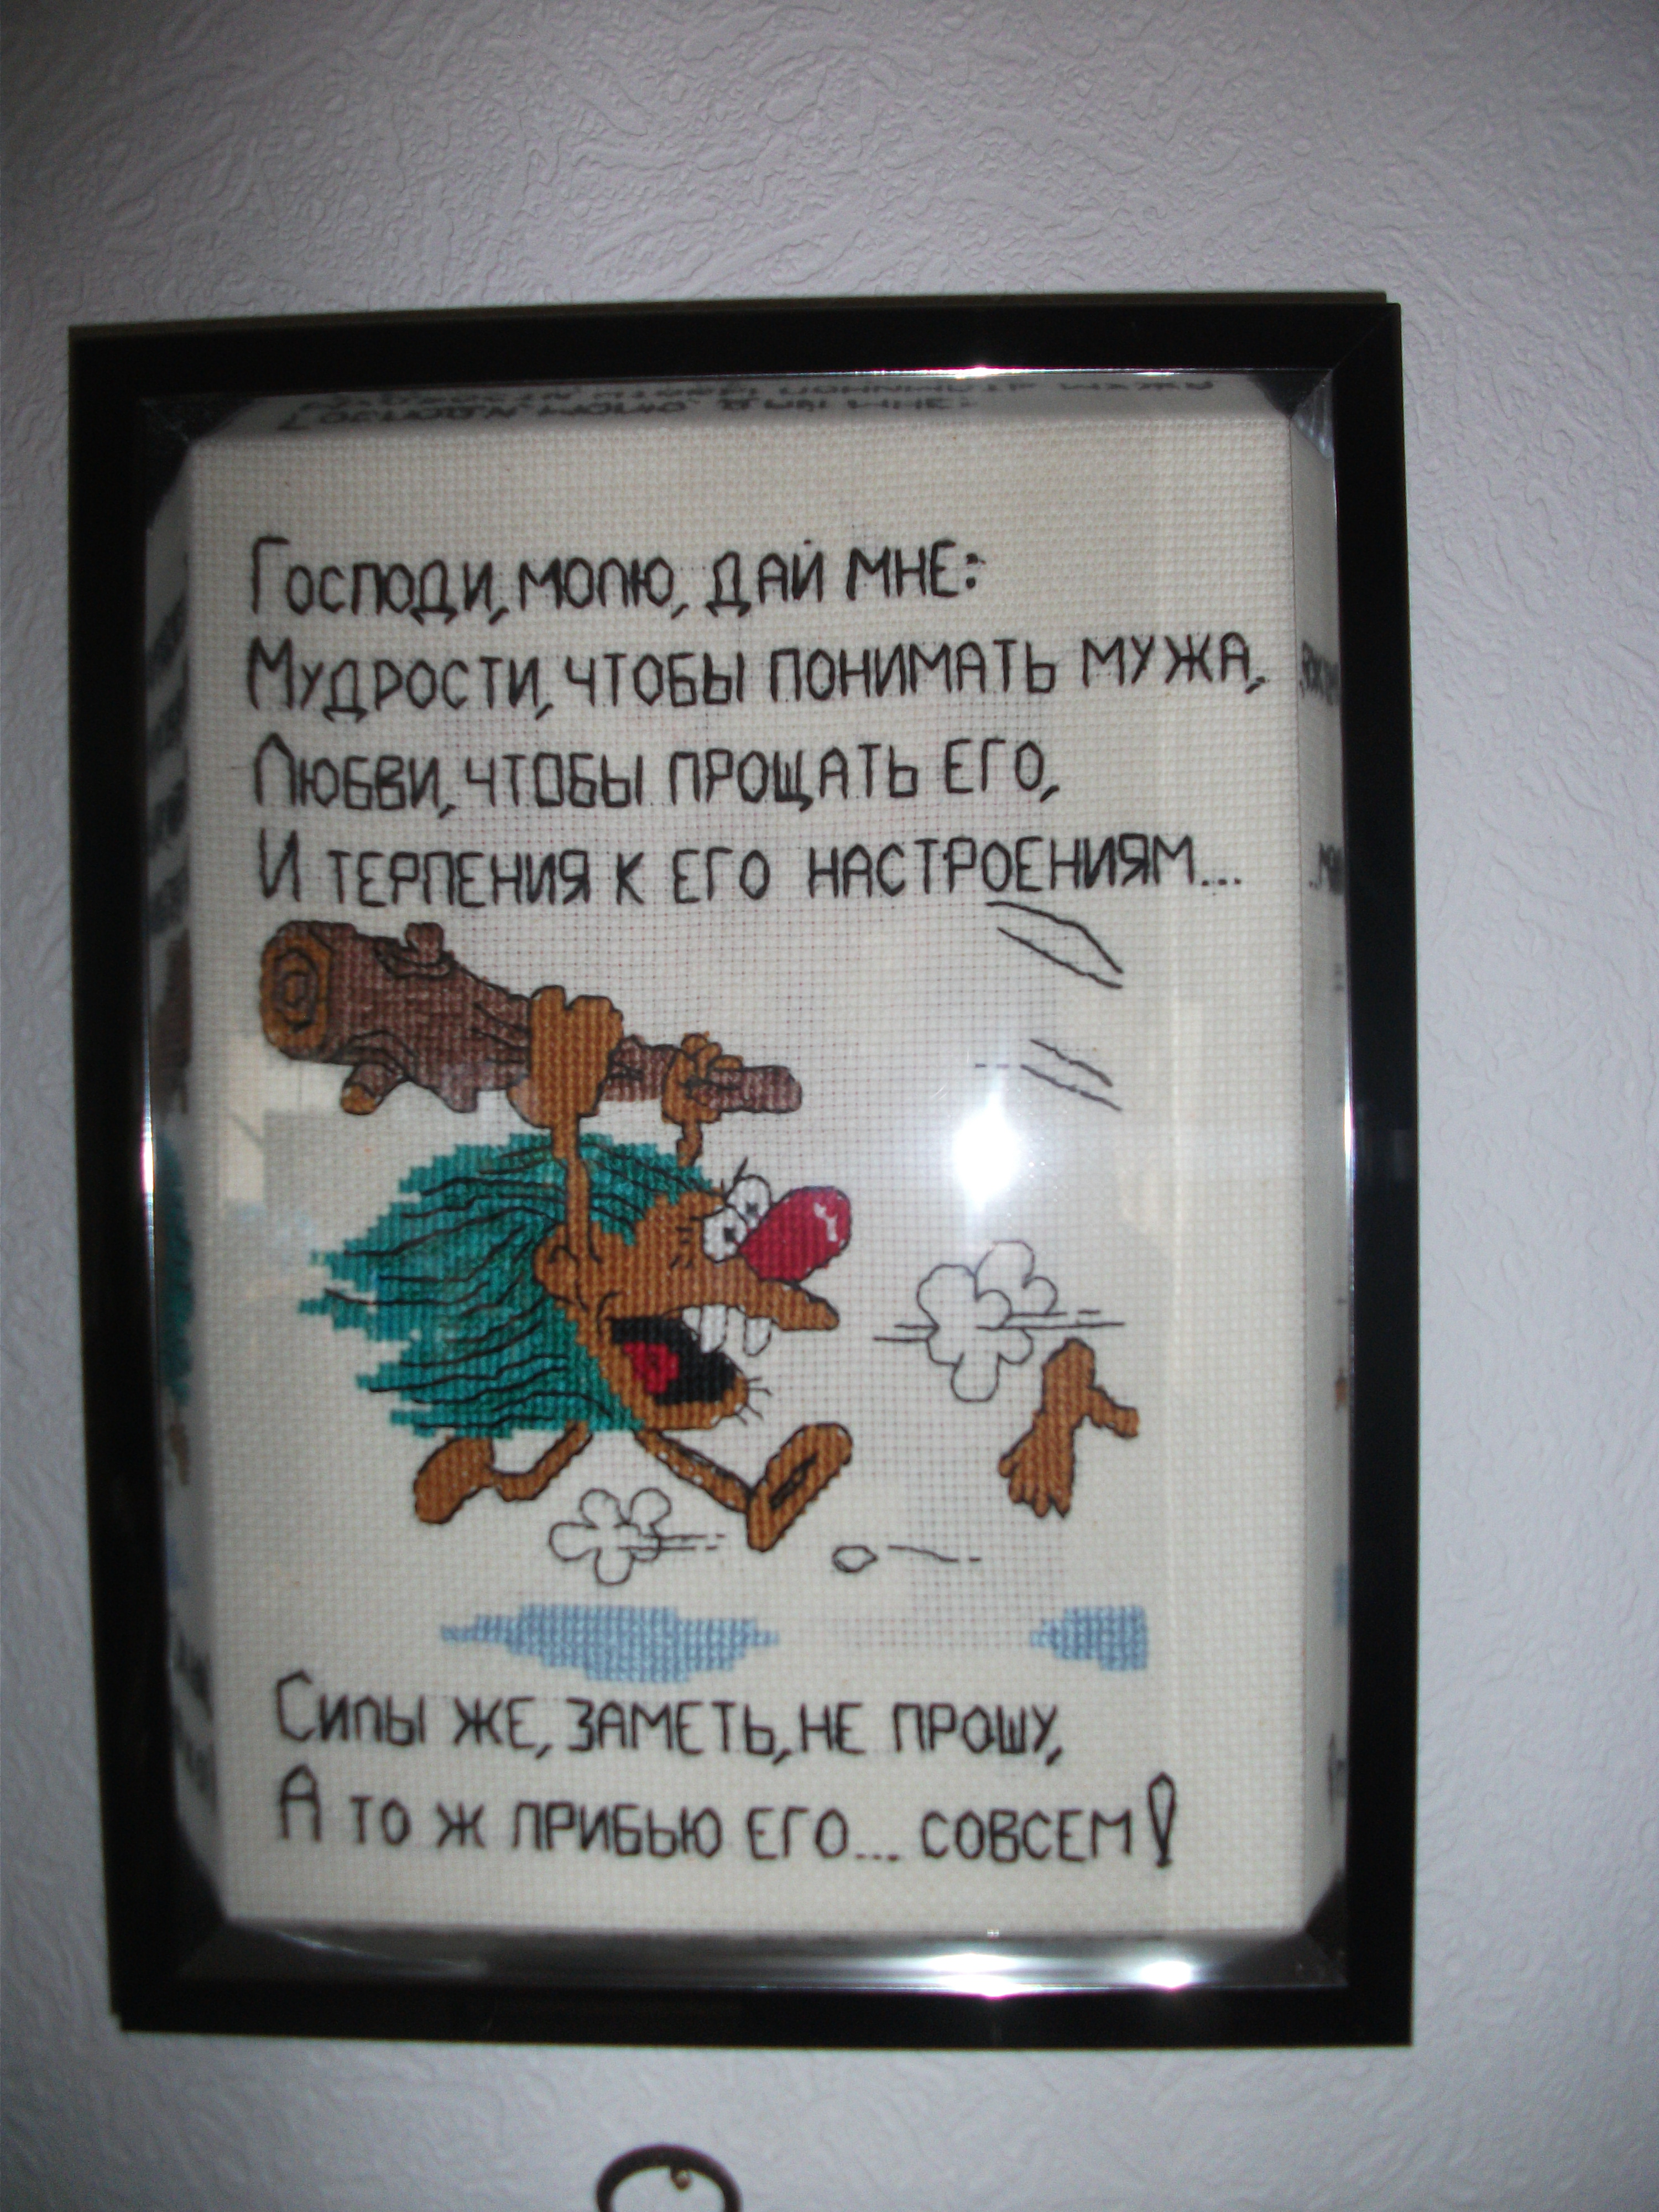 Господи, молю, дай мне:
Мудрости, чтобы понимать мужа,
Любви, чтобы прощать его,
И терпения к его настроениям...
Силы же, заметь, не прошу,
А то ж прибью его... совсем!